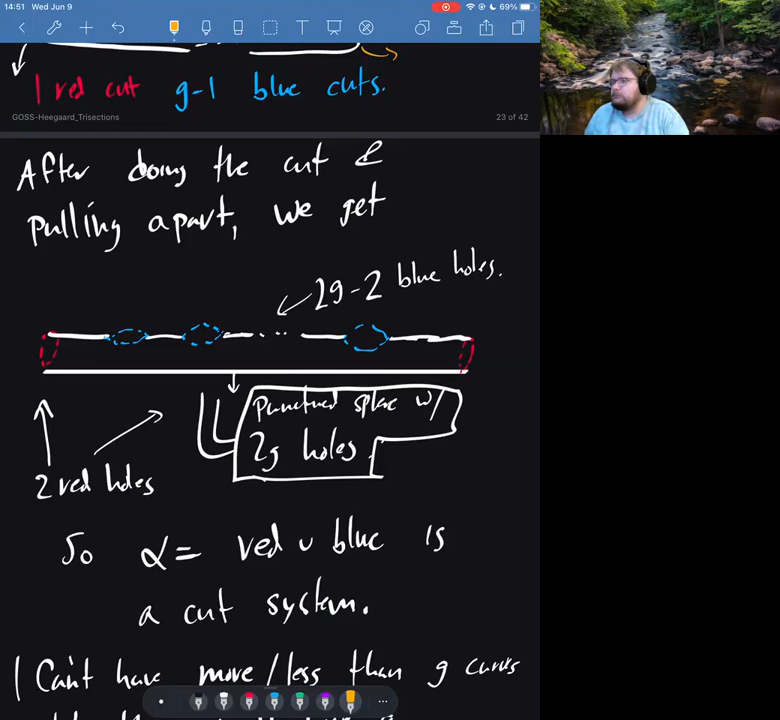 14:51 Wed Jun 9
69%
1 red cut g-1 blue cuts.
GOSS-Heegaard_Trisections
23 of 42
After doing the cut &
pulling apart, we get
2g-2 blue holes.
punctured sphere w/
2g holes
2 red holes
So α = red ∪ blue is
a cut system.
Can't have more/less than g curves